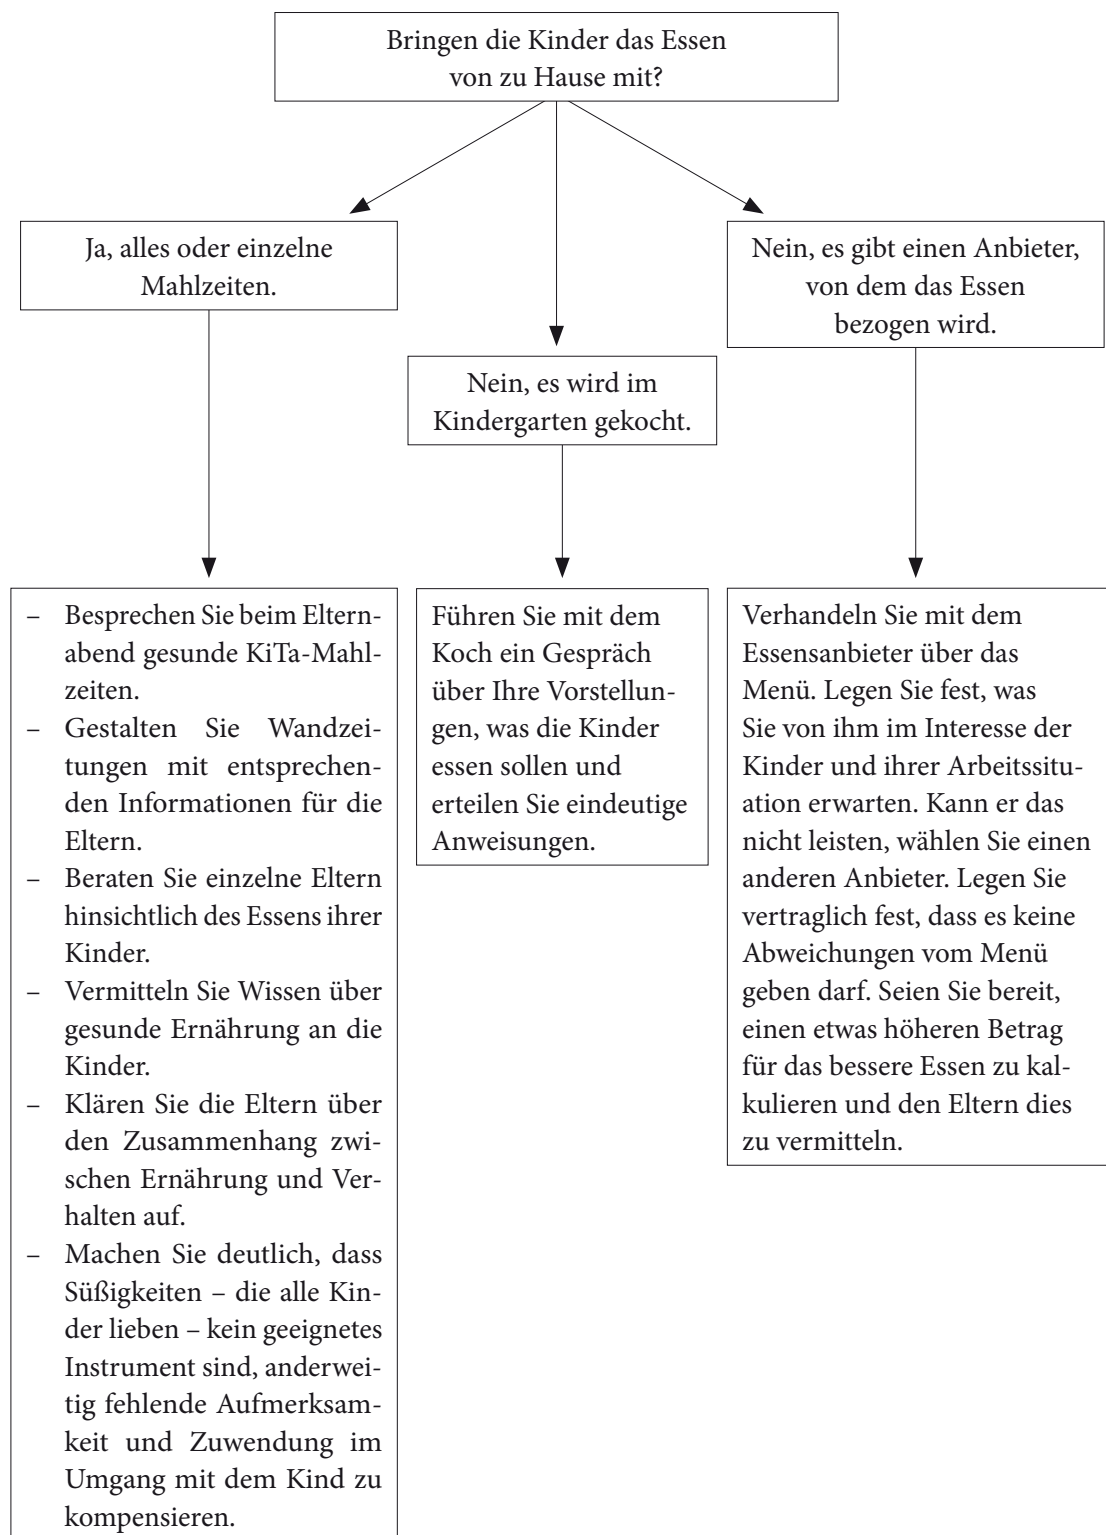 Bringen die Kinder das Essen
von zu Hause mit?
Ja, alles oder einzelne
Mahlzeiten.
Nein, es gibt einen Anbieter,
von dem das Essen
bezogen wird.
Nein, es wird im
Kindergarten gekocht.
– Besprechen Sie beim Eltern-
abend gesunde KiTa-Mahl-
zeiten.
– Gestalten Sie Wandzei-
tungen mit entsprechen-
den Informationen für die
Eltern.
– Beraten Sie einzelne Eltern
hinsichtlich des Essens ihrer
Kinder.
– Vermitteln Sie Wissen über
gesunde Ernährung an die
Kinder.
– Klären Sie die Eltern über
den Zusammenhang zwi-
schen Ernährung und Ver-
halten auf.
– Machen Sie deutlich, dass
Süßigkeiten – die alle Kin-
der lieben – kein geeignetes
Instrument sind, anderwei-
tig fehlende Aufmerksam-
keit und Zuwendung im
Umgang mit dem Kind zu
kompensieren.
Führen Sie mit dem
Koch ein Gespräch
über Ihre Vorstellun-
gen, was die Kinder
essen sollen und
erteilen Sie eindeutige
Anweisungen.
Verhandeln Sie mit dem
Essensanbieter über das
Menü. Legen Sie fest, was
Sie von ihm im Interesse der
Kinder und ihrer Arbeitssitu-
ation erwarten. Kann er das
nicht leisten, wählen Sie einen
anderen Anbieter. Legen Sie
vertraglich fest, dass es keine
Abweichungen vom Menü
geben darf. Seien Sie bereit,
einen etwas höheren Betrag
für das bessere Essen zu kal-
kulieren und den Eltern dies
zu vermitteln.